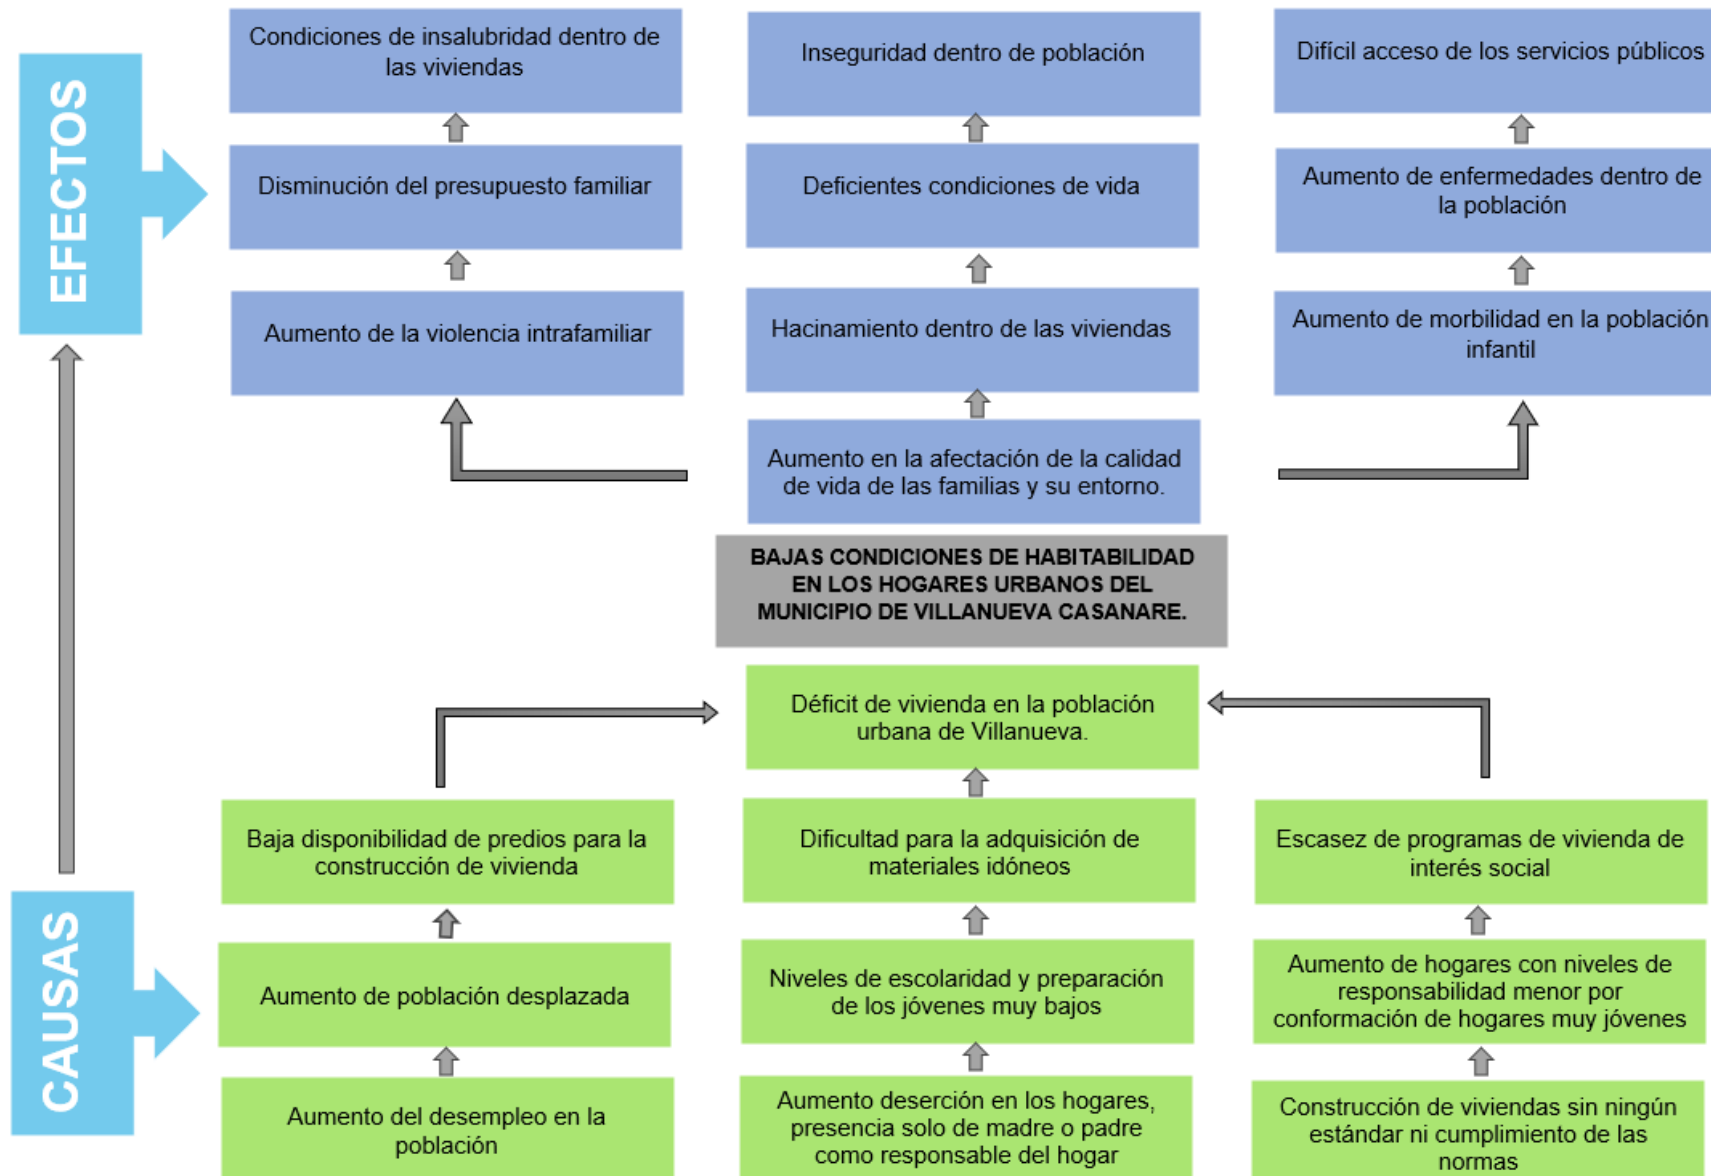 EFECTOS
Condiciones de insalubridad dentro de
las viviendas
Inseguridad dentro de población
Difícil acceso de los servicios públicos
Disminución del presupuesto familiar
Deficientes condiciones de vida
Aumento de enfermedades dentro de
la población
Aumento de la violencia intrafamiliar
Hacinamiento dentro de las viviendas
Aumento de morbilidad en la población
infantil
Aumento en la afectación de la calidad
de vida de las familias y su entorno.
BAJAS CONDICIONES DE HABITABILIDAD
EN LOS HOGARES URBANOS DEL
MUNICIPIO DE VILLANUEVA CASANARE.
Déficit de vivienda en la población
urbana de Villanueva.
CAUSAS
Baja disponibilidad de predios para la
construcción de vivienda
Dificultad para la adquisición de
materiales idóneos
Escasez de programas de vivienda de
interés social
Aumento de población desplazada
Niveles de escolaridad y preparación
de los jóvenes muy bajos
Aumento de hogares con niveles de
responsabilidad menor por
conformación de hogares muy jóvenes
Aumento del desempleo en la
población
Aumento deserción en los hogares,
presencia solo de madre o padre
como responsable del hogar
Construcción de viviendas sin ningún
estándar ni cumplimiento de las
normas